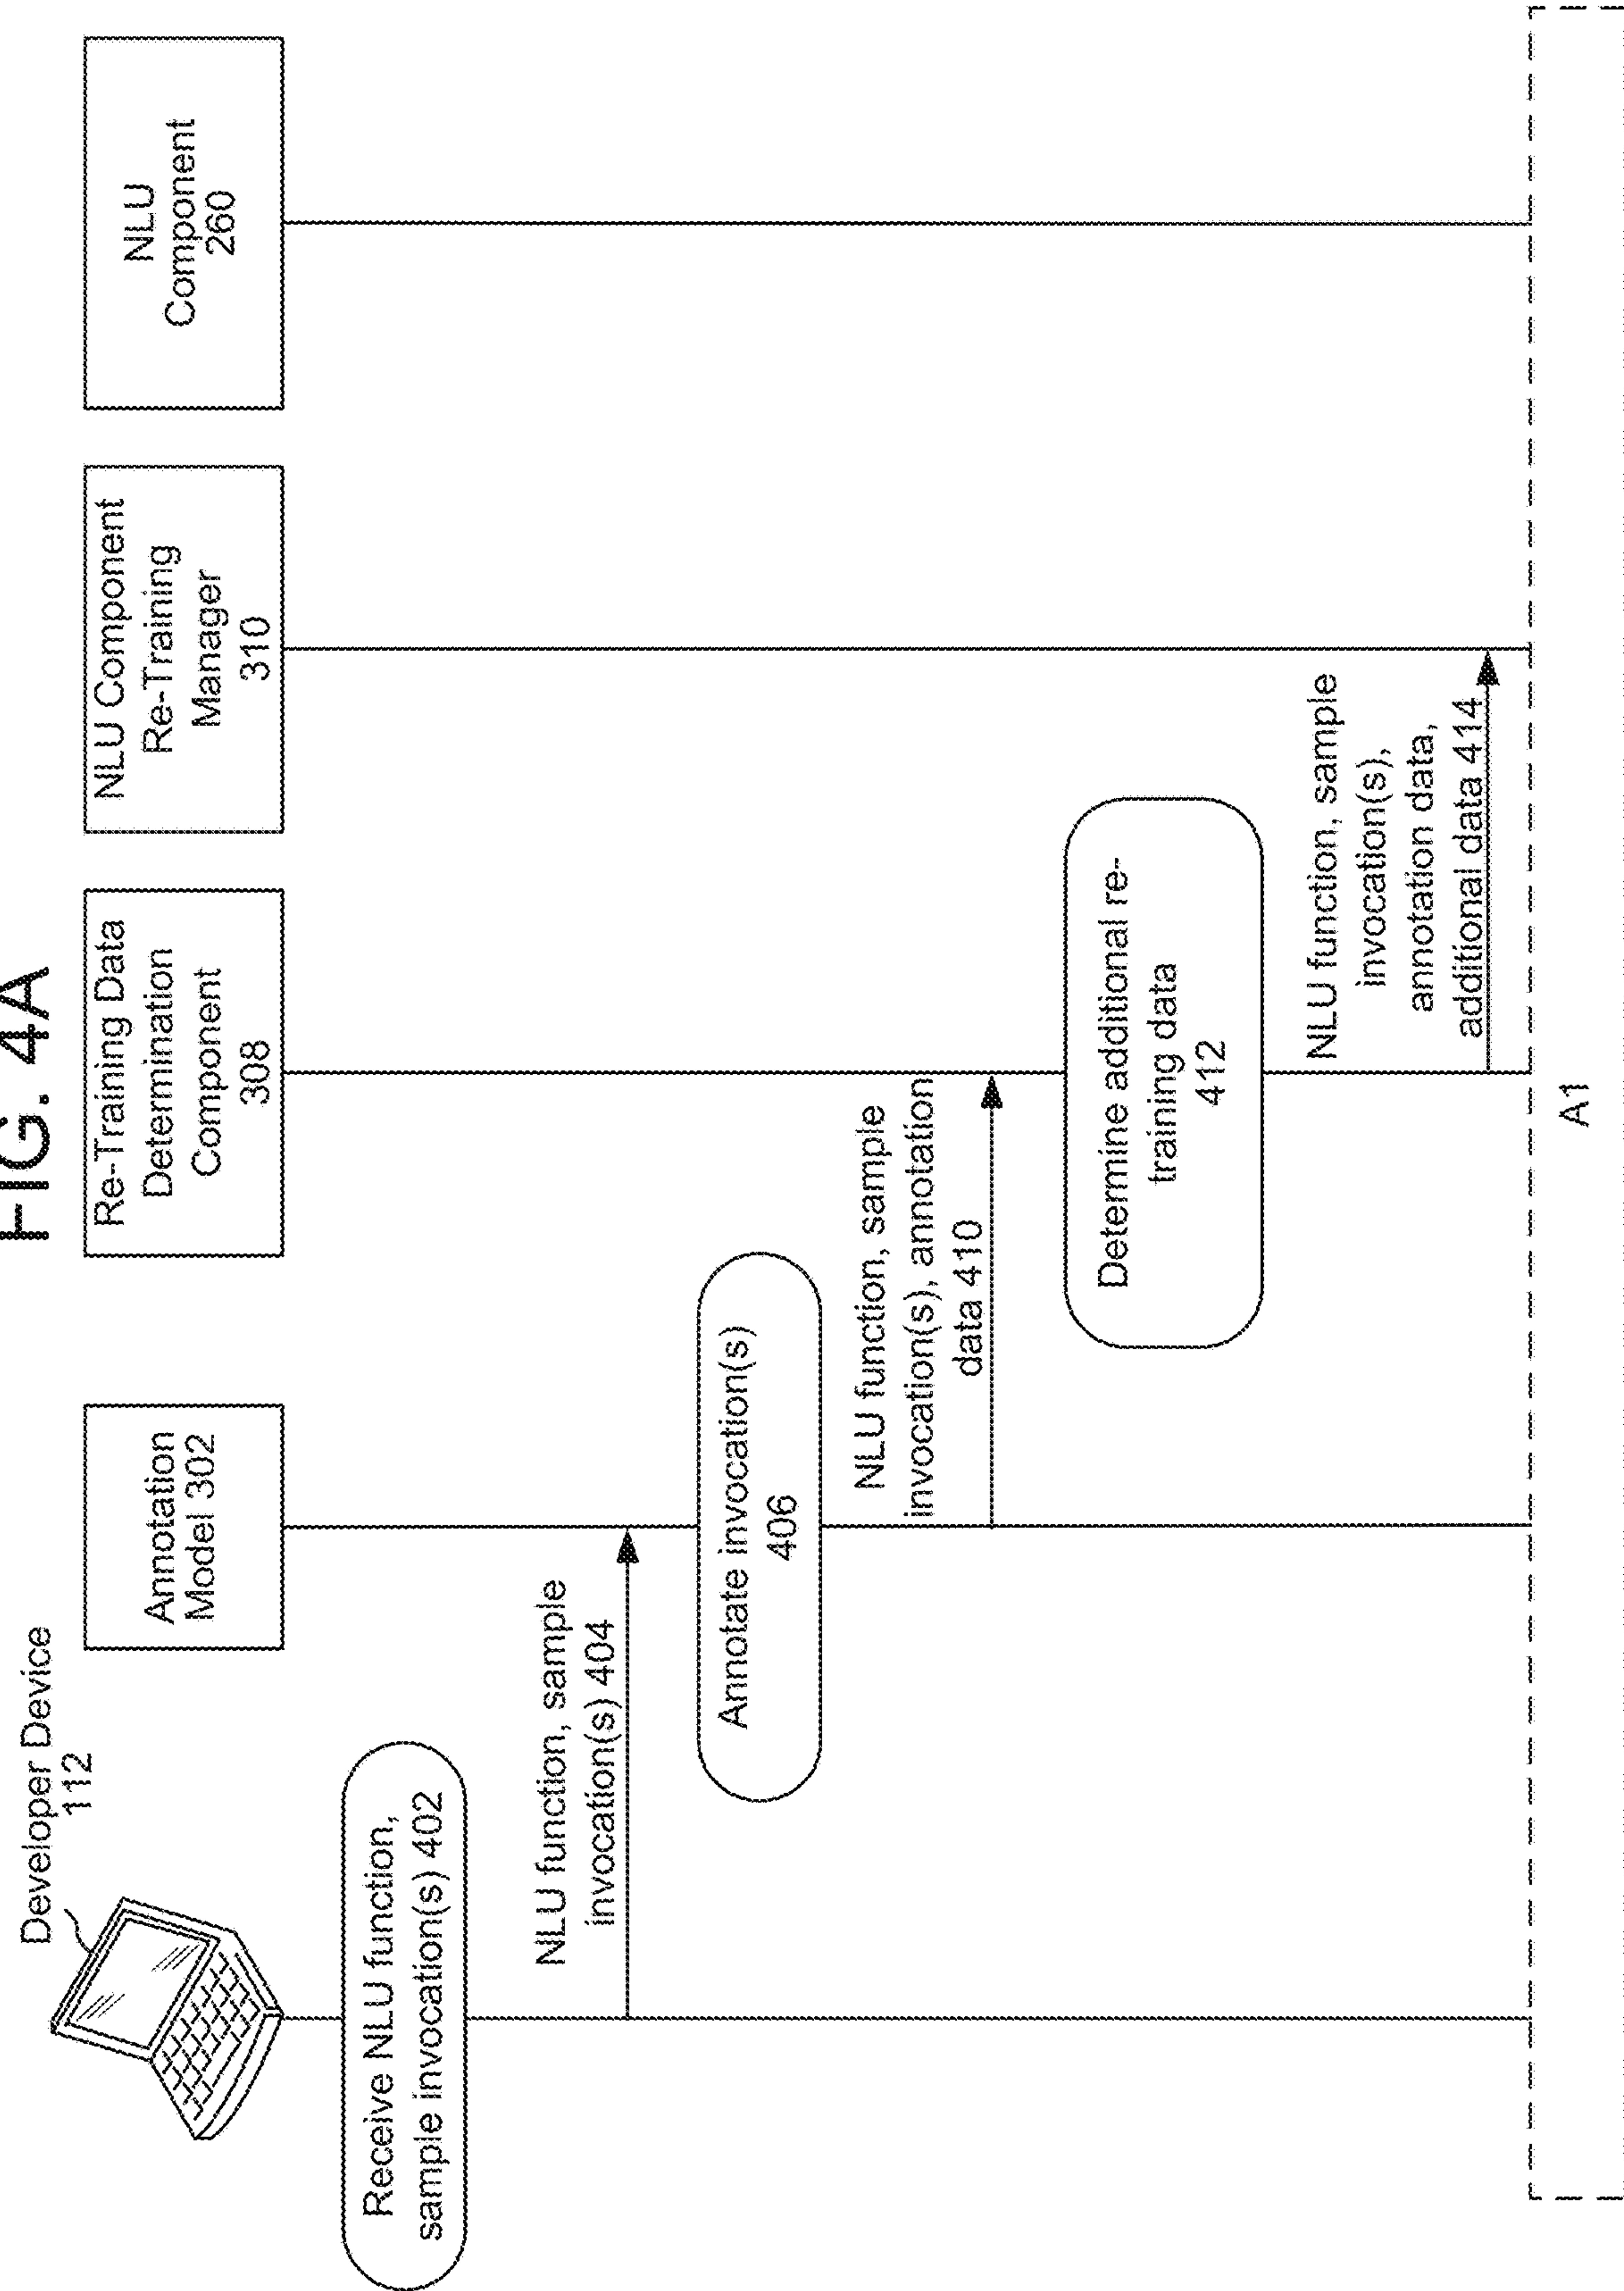 FIG. 4A
Developer Device
112
Annotation
Model 302
Re-Training Data
Determination
Component
308
NLU Component
Re-Training
Manager
310
NLU
Component
260
Receive NLU function,
sample invocation(s) 402
NLU function, sample
invocation(s) 404
Annotate invocation(s)
406
NLU function, sample
invocation(s), annotation
data 410
Determine additional re-
training data
412
NLU function, sample
invocation(s),
annotation data,
additional data 414
A1